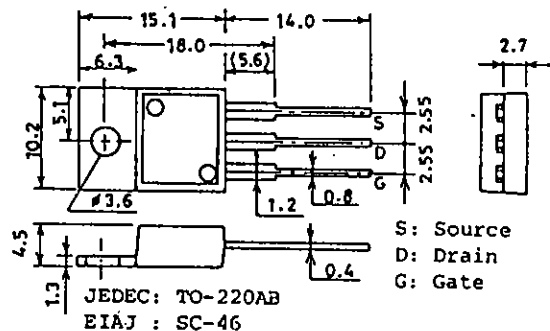 15.1
14.0
18.0
6.3
(5.6)
2.7
10.2
5.1
S
D
G
2.55
2.55
ø3.6
0.8
1.2
4.5
1.3
0.4
S: Source
D: Drain
G: Gate
JEDEC: TO-220AB
EIAJ : SC-46